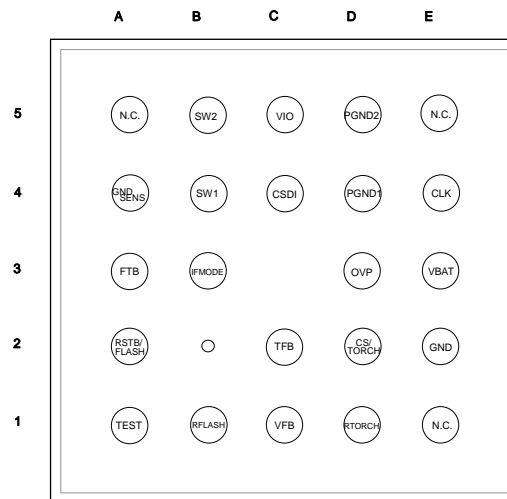 A B C D E
5 N.C. SW2 VIO PGND2 N.C.
4 GND SENS SW1 CSDI PGND1 CLK
3 FTB IFMODE OVP VBAT
2 RSTB/ FLASH TFB CS/ TORCH GND
1 TEST RFLASH VFB RTORCH N.C.